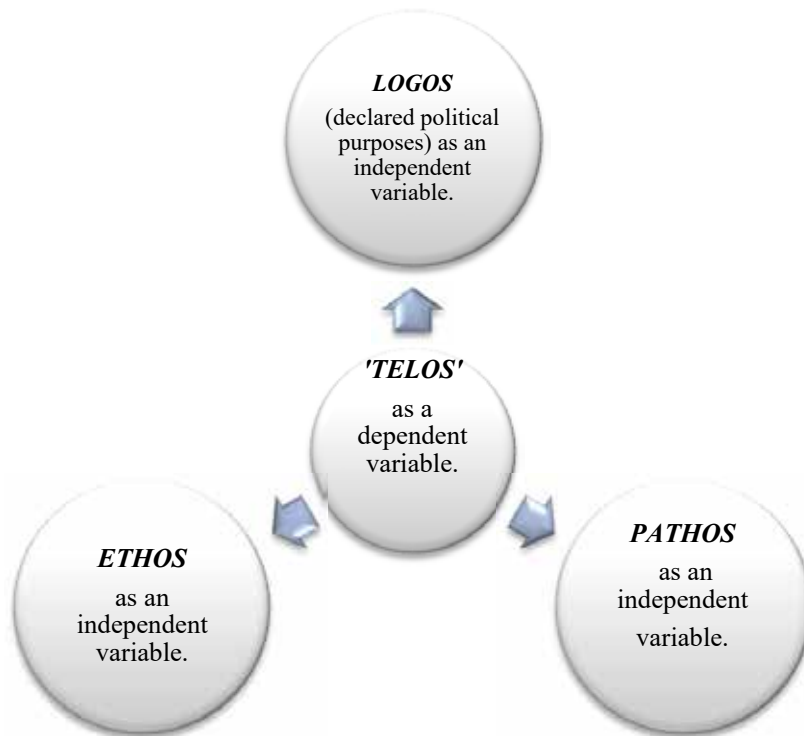 LOGOS
(declared political
purposes) as an
independent
variable.
'TELOS'
as a
dependent
variable.
ETHOS
as an
independent
variable.
PATHOS
as an
independent
variable.